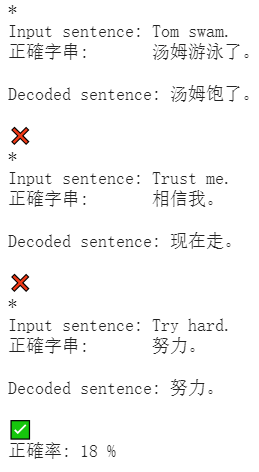 *
Input sentence: Tom swam.
正確字串: 汤姆游泳了。
Decoded sentence: 汤姆饱了。
❌
*
Input sentence: Trust me.
正確字串: 相信我。
Decoded sentence: 现在走。
❌
*
Input sentence: Try hard.
正確字串: 努力。
Decoded sentence: 努力。
✅
正確率: 18 %